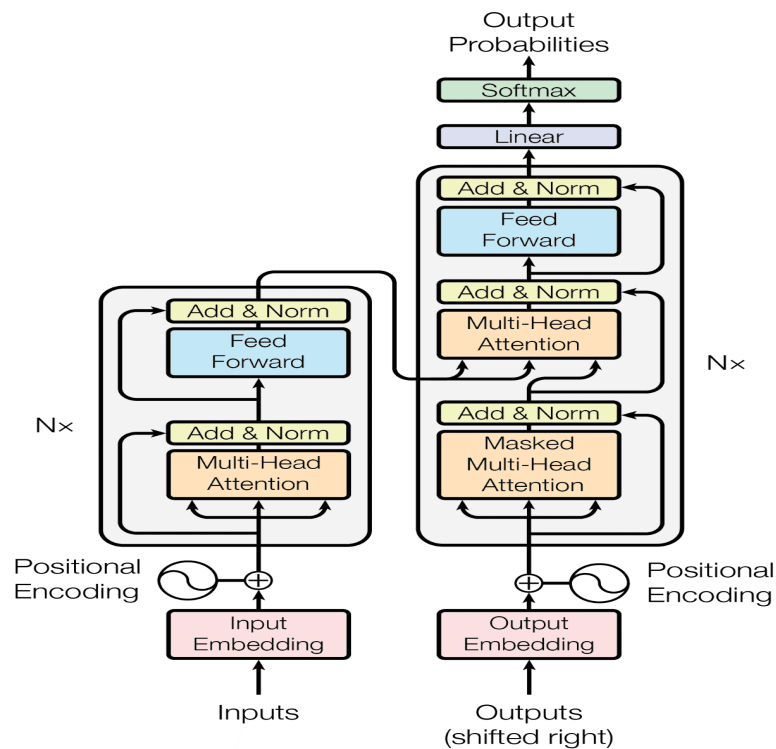 Output
Probabilities
Softmax
Linear
Add & Norm
Feed
Forward
Add & Norm
Multi-Head
Attention
Add & Norm
Masked
Multi-Head
Attention
Nx
Add & Norm
Feed
Forward
Add & Norm
Multi-Head
Attention
Nx
Positional
Encoding
Positional
Encoding
Input
Embedding
Output
Embedding
Inputs
Outputs
(shifted right)